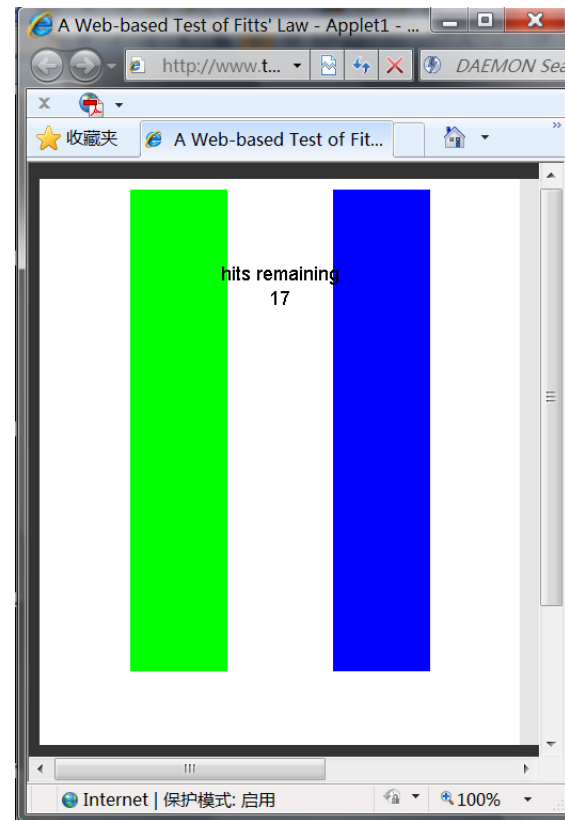 A Web-based Test of Fitts' Law - Applet1 - ...
http://www.t...
DAEMON Sea
x
收藏夹
A Web-based Test of Fit...
hits remaining
17
Internet | 保护模式: 启用
100%